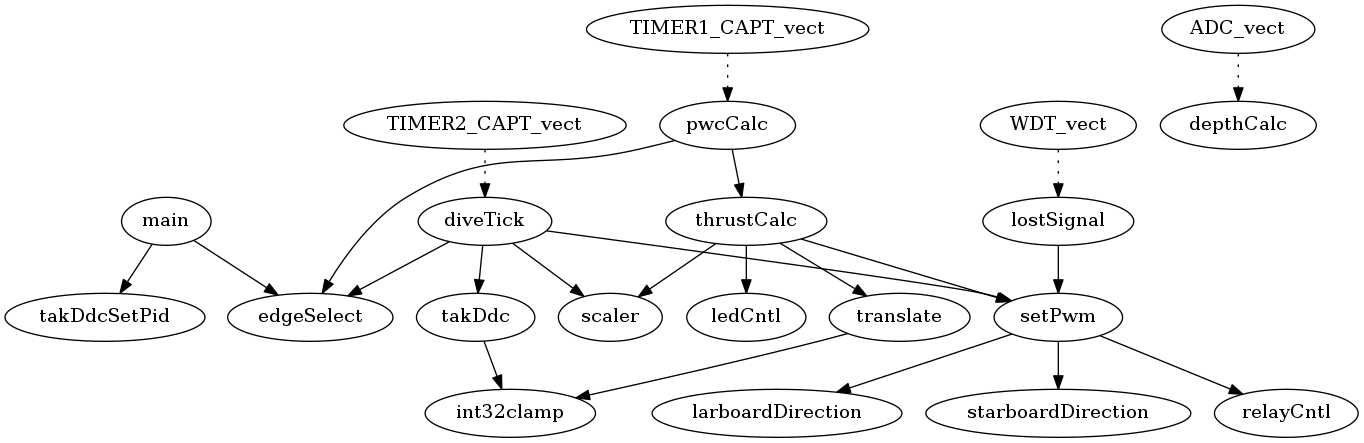 TIMER1_CAPT_vect
ADC_vect
TIMER2_CAPT_vect
pwcCalc
WDT_vect
depthCalc
main
diveTick
thrustCalc
lostSignal
takDdcSetPid
edgeSelect
takDdc
scaler
ledCntl
translate
setPwm
int32clamp
larboardDirection
starboardDirection
relayCntl